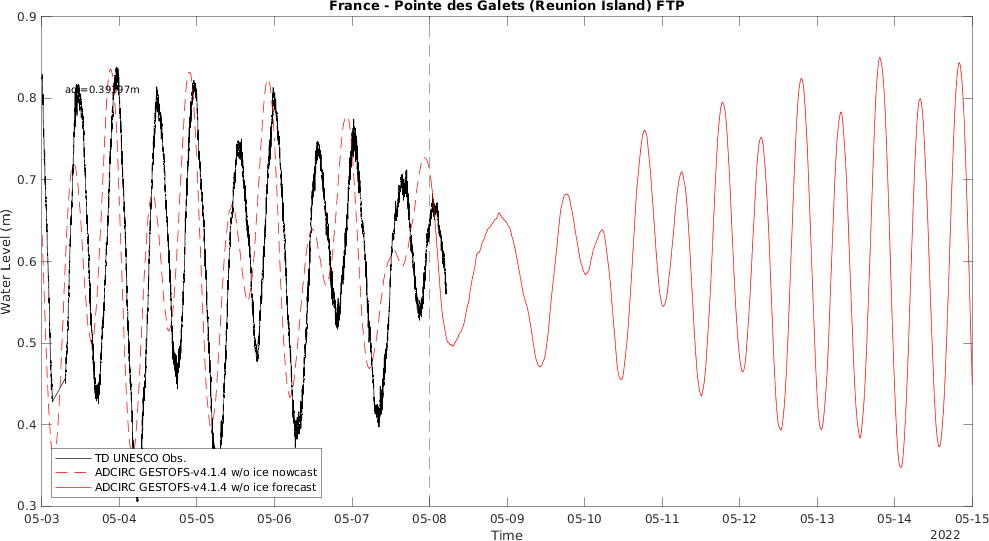 France - Pointe des Galets (Reunion Island) FTP
0.9
0.8
0.7
0.6
0.5
0.4
0.3
Water Level (m)
TD UNESCO Obs.
ADCIRC GESTOFS-v4.1.4 w/o ice nowcast
ADCIRC GESTOFS-v4.1.4 w/o ice forecast
05-03 05-04 05-05 05-06 05-07 05-08 05-09 05-10 05-11 05-12 05-13 05-14 05-15
Time
2022